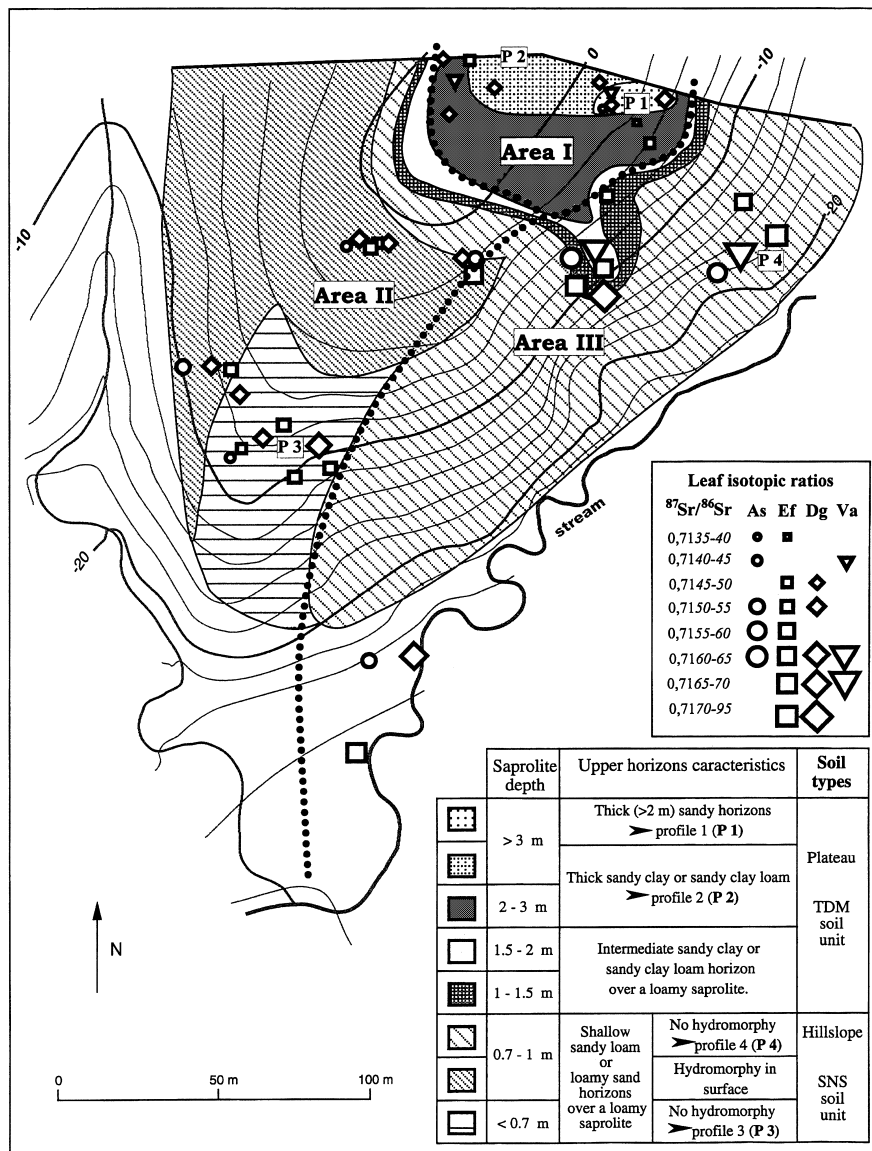 P 2
0
-10
P 1
Area I
-20
P 4
-10
Area II
Area III
P 3
-20
stream
N
0 50 m 100 m
Leaf isotopic ratios
87Sr/86Sr As Ef Dg Va
0,7135-40
0,7140-45
0,7145-50
0,7150-55
0,7155-60
0,7160-65
0,7165-70
0,7170-95
Saprolite depth
Upper horizons caracteristics
Soil types
> 3 m
Thick (>2 m) sandy horizons
➤ profile 1 (P 1)
Thick sandy clay or sandy clay loam
➤ profile 2 (P 2)
2 - 3 m
Plateau
TDM
soil
unit
1.5 - 2 m
1 - 1.5 m
Intermediate sandy clay or
sandy clay loam horizon
over a loamy saprolite.
0.7 - 1 m
< 0.7 m
Shallow
sandy loam
or
loamy sand
horizons
over a loamy
saprolite
No hydromorphy
➤ profile 4 (P 4)
Hydromorphy in
surface
No hydromorphy
➤ profile 3 (P 3)
Hillslope
SNS
soil
unit